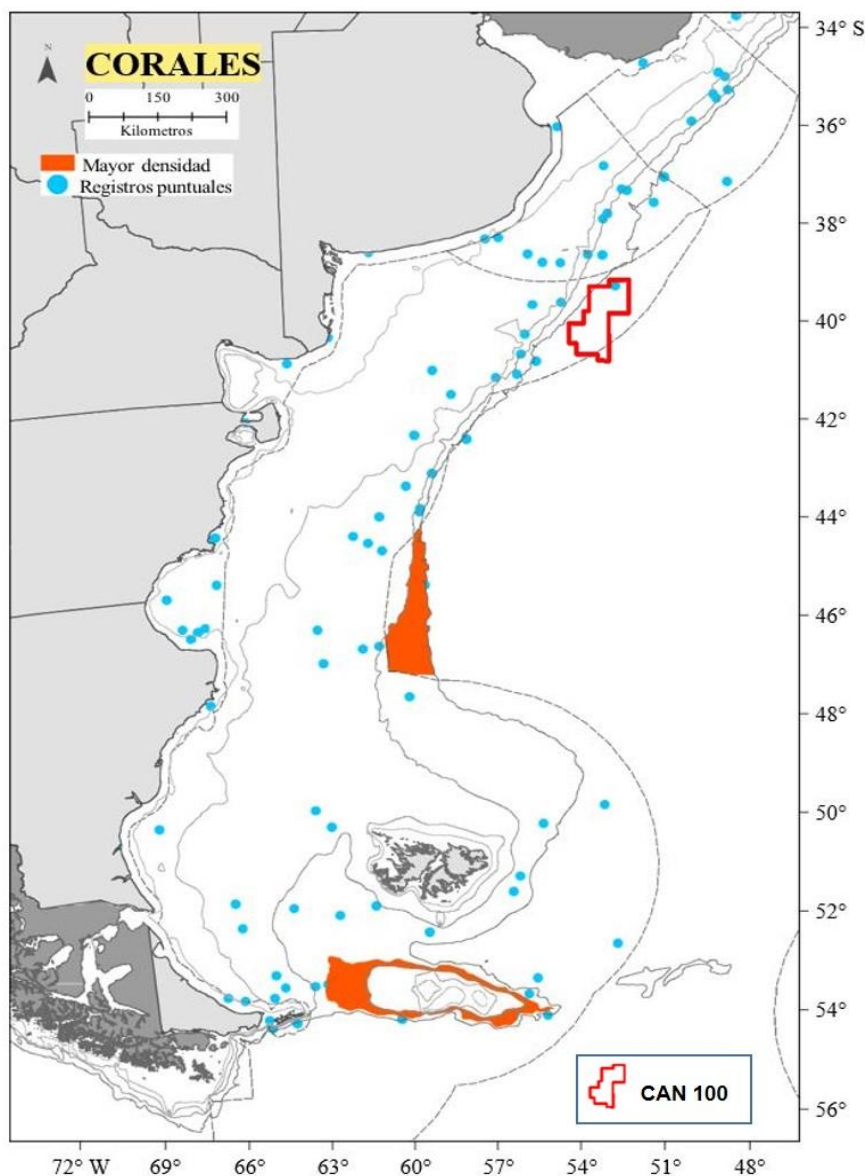 N
CORALES
0 150 300
Kilometros
Mayor densidad
Registros puntuales
34° S
36°
38°
40°
42°
44°
46°
48°
50°
52°
54°
56°
CAN 100
72° W 69° 66° 63° 60° 57° 54° 51° 48°